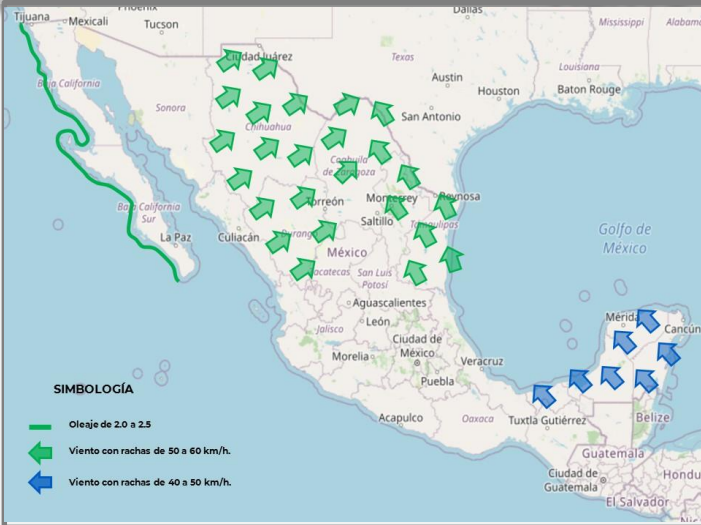 Phoenix
Dallas
Tijuana
Mexicali
Tucson
Mississippi
Alabama
Ciudad Juárez
Texas
Louisiana
Baja California
Austin
Houston
Baton Rouge
Sonora
San Antonio
Chihuahua
Coahuila
de Zaragoza
Baja California
Sur
Torreón
Monterrey
Reynosa
Saltillo
Tamaulipas
La Paz
Culiacán
Durango
Golfo de
México
México
Zacatecas
San Luis
Potosí
Aguascalientes
León
Jalisco
Mérida
Cancún
Ciudad de
México
Morelia
Veracruz
Puebla
SIMBOLOGÍA
Acapulco
Oaxaca
Tuxtla Gutiérrez
Belize
Oleaje de 2.0 a 2.5
Viento con rachas de 50 a 60 km/h.
Guatemala
Ciudad de
Guatemala
Hondu
Viento con rachas de 40 a 50 km/h.
El Salvador
Nic